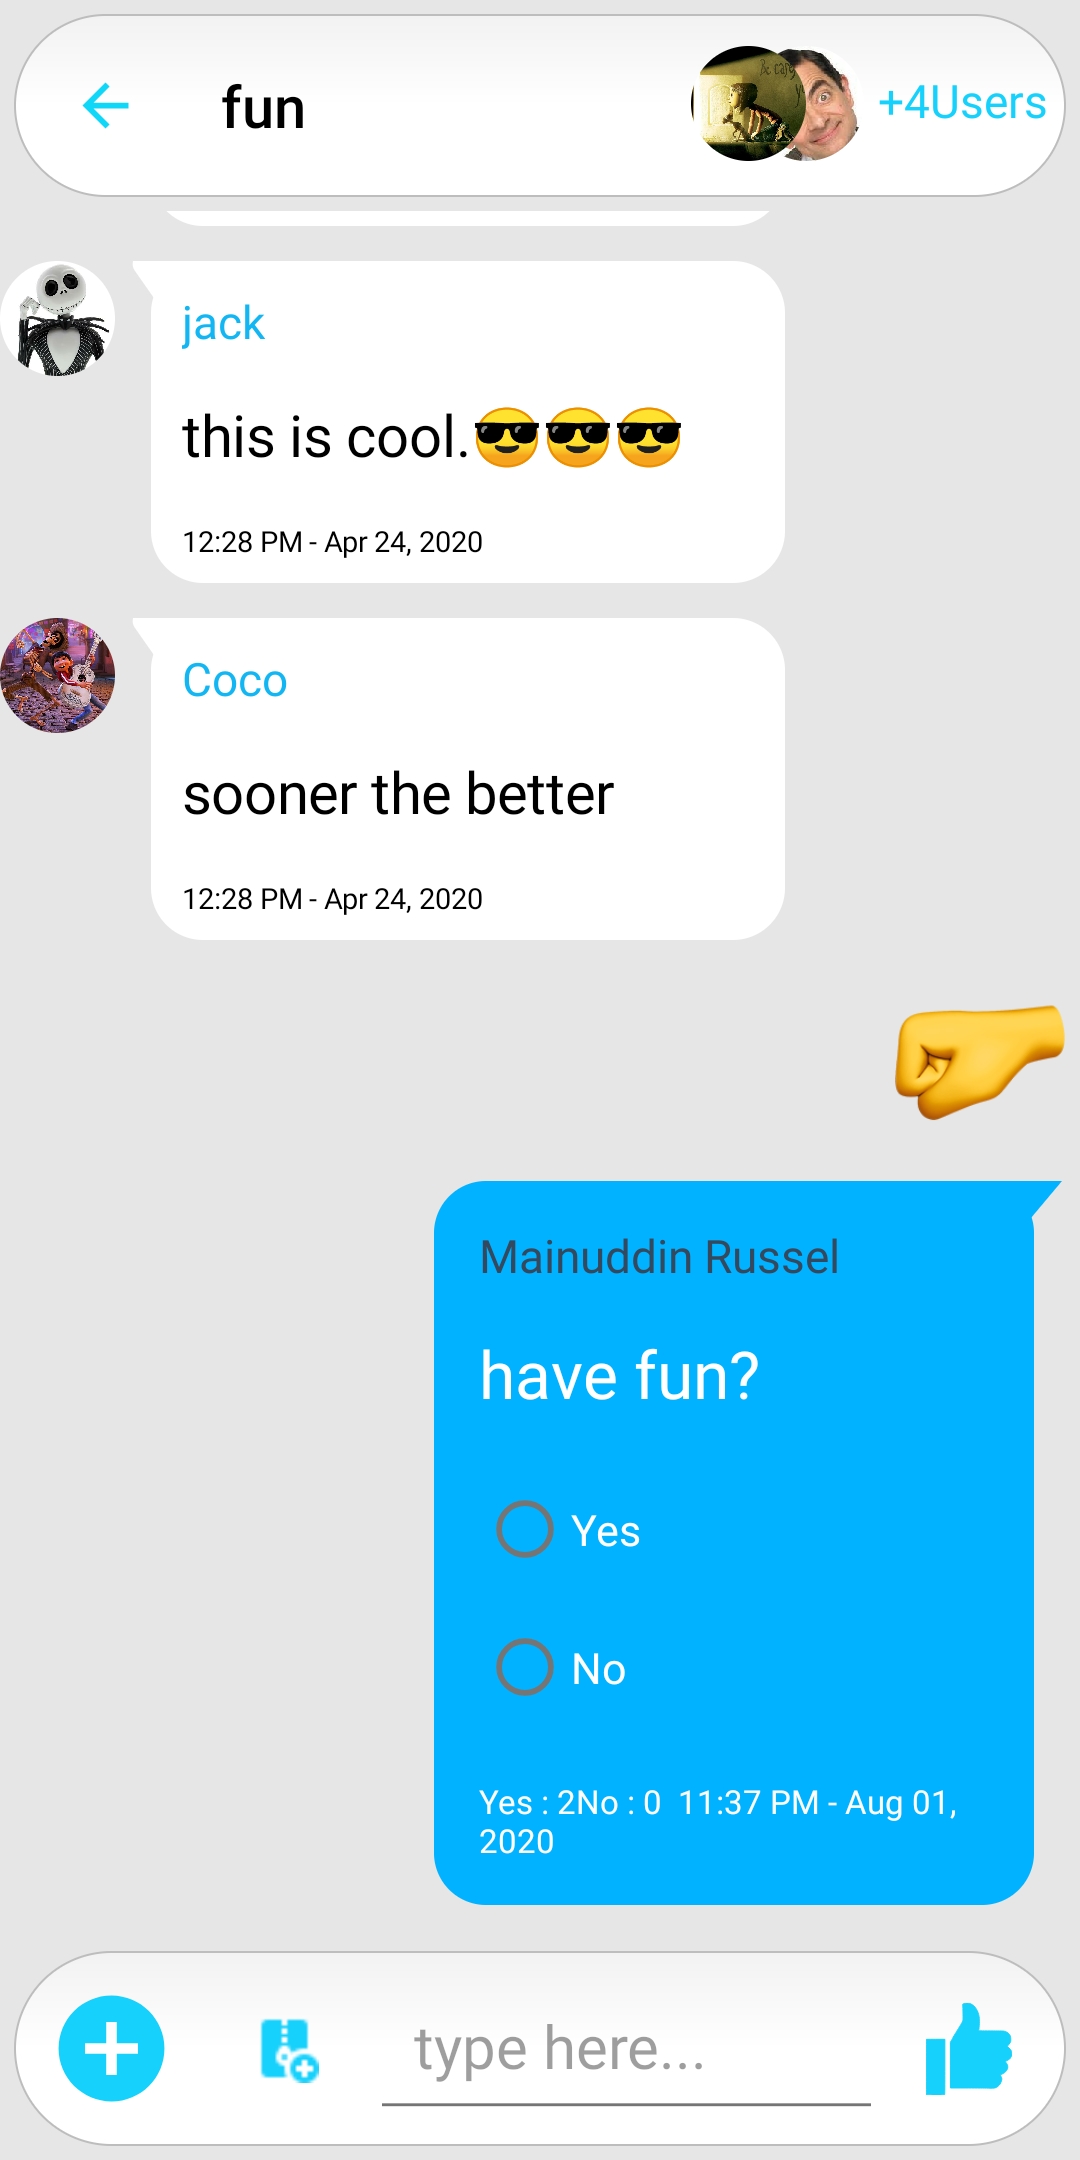 fun
+4Users
jack
this is cool.😎😎😎
12:28 PM - Apr 24, 2020
Coco
sooner the better
12:28 PM - Apr 24, 2020
Mainuddin Russel
have fun?
Yes
No
Yes : 2No : 0  11:37 PM - Aug 01,
2020
type here...